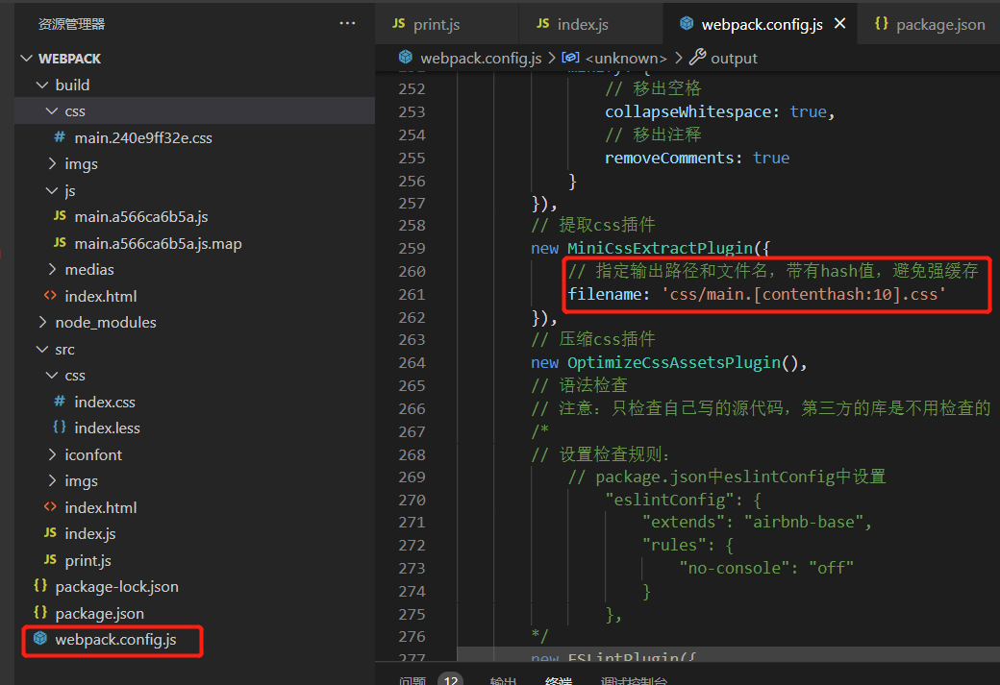 资源管理器
···
WEBPACK
build
css
# main.240e9ff32e.css
imgs
js
JS main.a566ca6b5a.js
JS main.a566ca6b5a.js.map
medias
<> index.html
node_modules
src
css
# index.css
{} index.less
iconfont
imgs
<> index.html
JS index.js
JS print.js
{} package-lock.json
{} package.json
webpack.config.js
JS print.js
JS index.js
webpack.config.js ×
{} package.json
webpack.config.js > <unknown> > output
252 // 移出空格
253 collapseWhitespace: true,
254 // 移出注释
255 removeComments: true
256 }
257 }),
258 // 提取css插件
259 new MiniCssExtractPlugin({
260 // 指定输出路径和文件名，带有hash值，避免强缓存
261 filename: 'css/main.[contenthash:10].css'
262 }),
263 // 压缩css插件
264 new OptimizeCssAssetsPlugin(),
265 // 语法检查
266 // 注意：只检查自己写的源代码，第三方的库是不用检查的
267 /*
268 // 设置检查规则：
269 // package.json中eslintConfig中设置
270 "eslintConfig": {
271 "extends": "airbnb-base",
272 "rules": {
273 "no-console": "off"
274 }
275 },
276 */
277 new ESLintPlugin({
问题 12 输出 终端 调试控制台